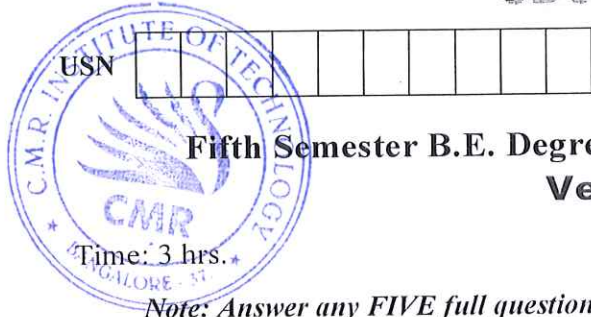 USN
C.M.R. INSTITUTE OF TECHNOLOGY
CMR
BANGALORE - 37.
Fifth Semester B.E. Degre
Ve
Time: 3 hrs.
Note: Answer any FIVE full question